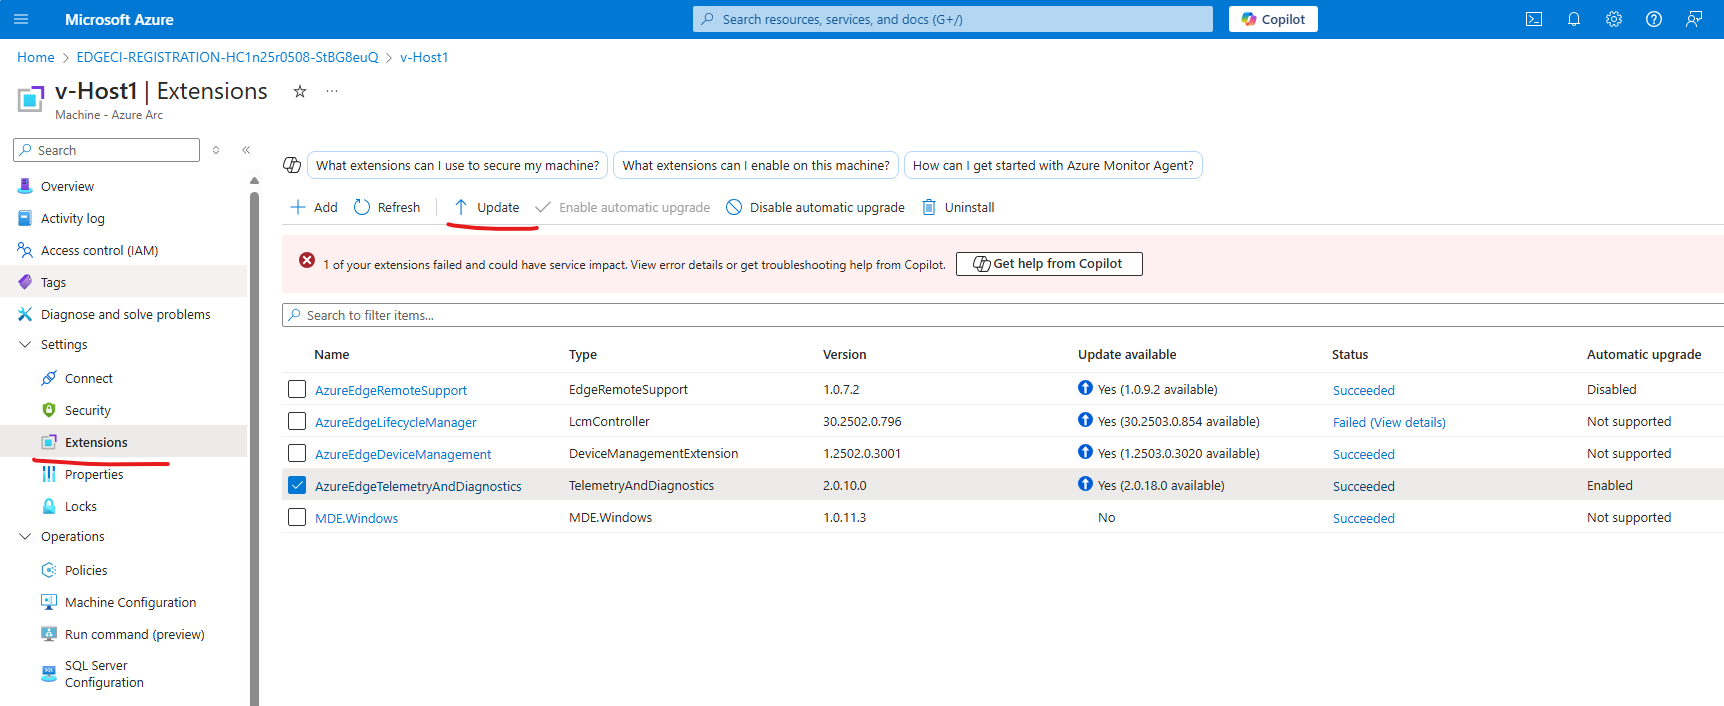 Microsoft Azure
Search resources, services, and docs (G+/)
Copilot
Home > EDGECI-REGISTRATION-HC1n25r0508-StBG8euQ > v-Host1
v-Host1 | Extensions
Machine - Azure Arc
Search
Overview
Activity log
Access control (IAM)
Tags
Diagnose and solve problems
Settings
Connect
Security
Extensions
Properties
Locks
Operations
Policies
Machine Configuration
Run command (preview)
SQL Server
Configuration
What extensions can I use to secure my machine? What extensions can I enable on this machine? How can I get started with Azure Monitor Agent?
Add Refresh Update Enable automatic upgrade Disable automatic upgrade Uninstall
1 of your extensions failed and could have service impact. View error details or get troubleshooting help from Copilot. Get help from Copilot
Search to filter items...
Name Type Version Update available Status Automatic upgrade
AzureEdgeRemoteSupport EdgeRemoteSupport 1.0.7.2 Yes (1.0.9.2 available) Succeeded Disabled
AzureEdgeLifecycleManager LcmController 30.2502.0.796 Yes (30.2503.0.854 available) Failed (View details) Not supported
AzureEdgeDeviceManagement DeviceManagementExtension 1.2502.0.3001 Yes (1.2503.0.3020 available) Succeeded Not supported
AzureEdgeTelemetryAndDiagnostics TelemetryAndDiagnostics 2.0.10.0 Yes (2.0.18.0 available) Succeeded Enabled
MDE.Windows MDE.Windows 1.0.11.3 No Succeeded Not supported